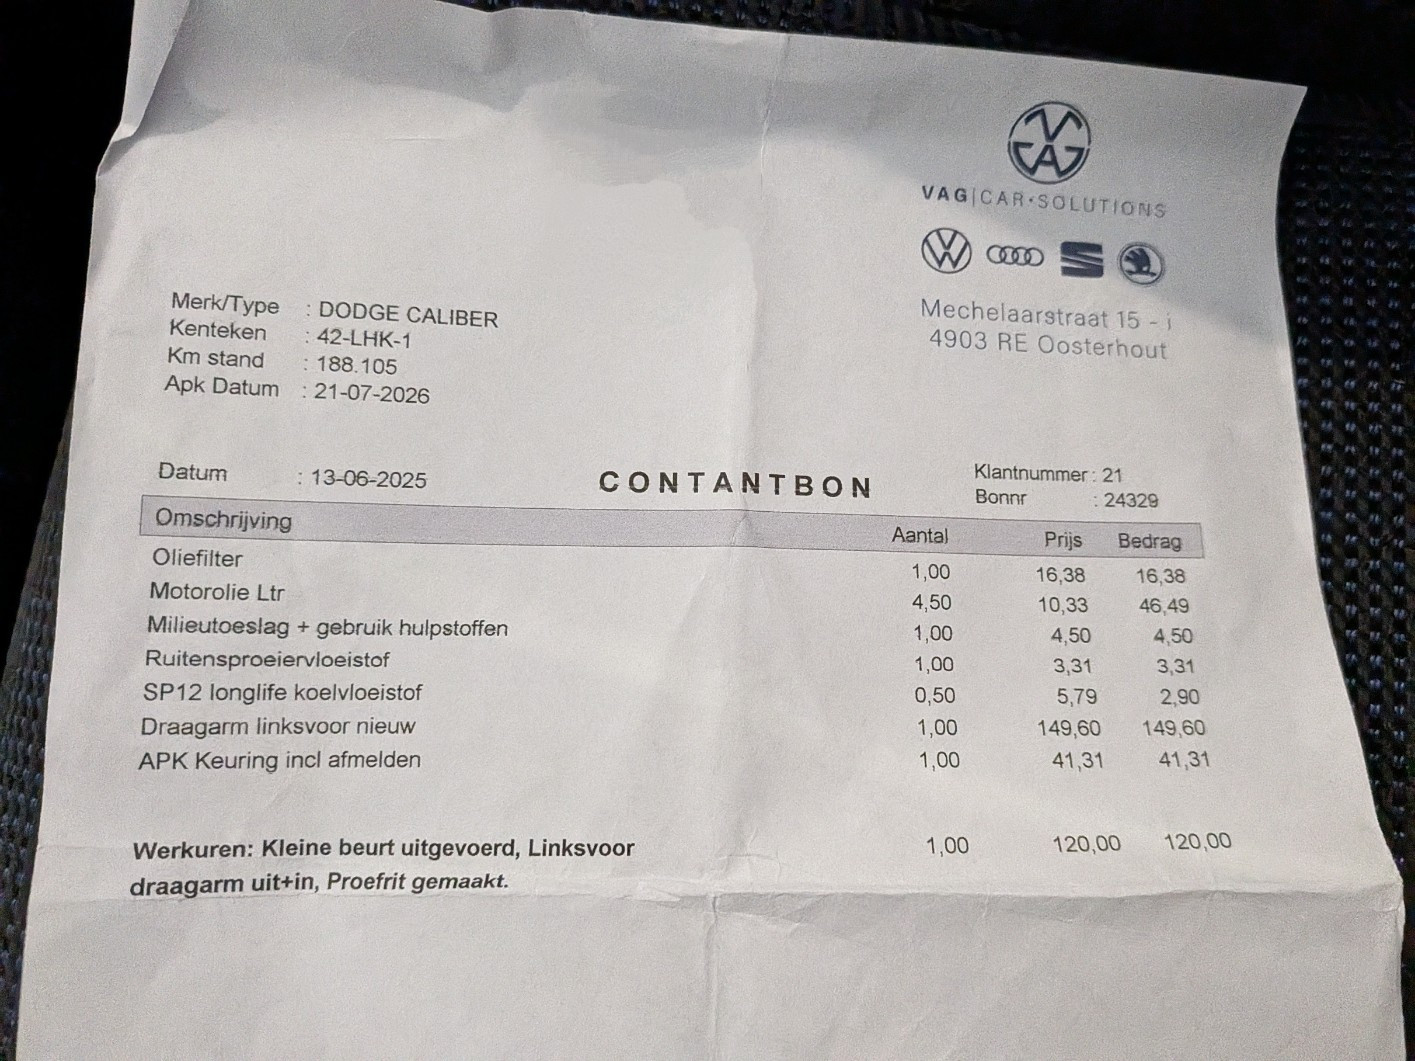 VAG
VAG|CAR·SOLUTIONS
Merk/Type : DODGE CALIBER
Kenteken : 42-LHK-1
Km stand : 188.105
Apk Datum : 21-07-2026
Mechelaarstraat 15 - i
4903 RE Oosterhout
Datum : 13-06-2025
CONTANTBON
Klantnummer : 21
Bonnr : 24329
Omschrijving Aantal Prijs Bedrag
Oliefilter 1,00 16,38 16,38
Motorolie Ltr 4,50 10,33 46,49
Milieutoeslag + gebruik hulpstoffen 1,00 4,50 4,50
Ruitensproeiervloeistof 1,00 3,31 3,31
SP12 longlife koelvloeistof 0,50 5,79 2,90
Draagarm linksvoor nieuw 1,00 149,60 149,60
APK Keuring incl afmelden 1,00 41,31 41,31
Werkuren: Kleine beurt uitgevoerd, Linksvoor 1,00 120,00 120,00
draagarm uit+in, Proefrit gemaakt.